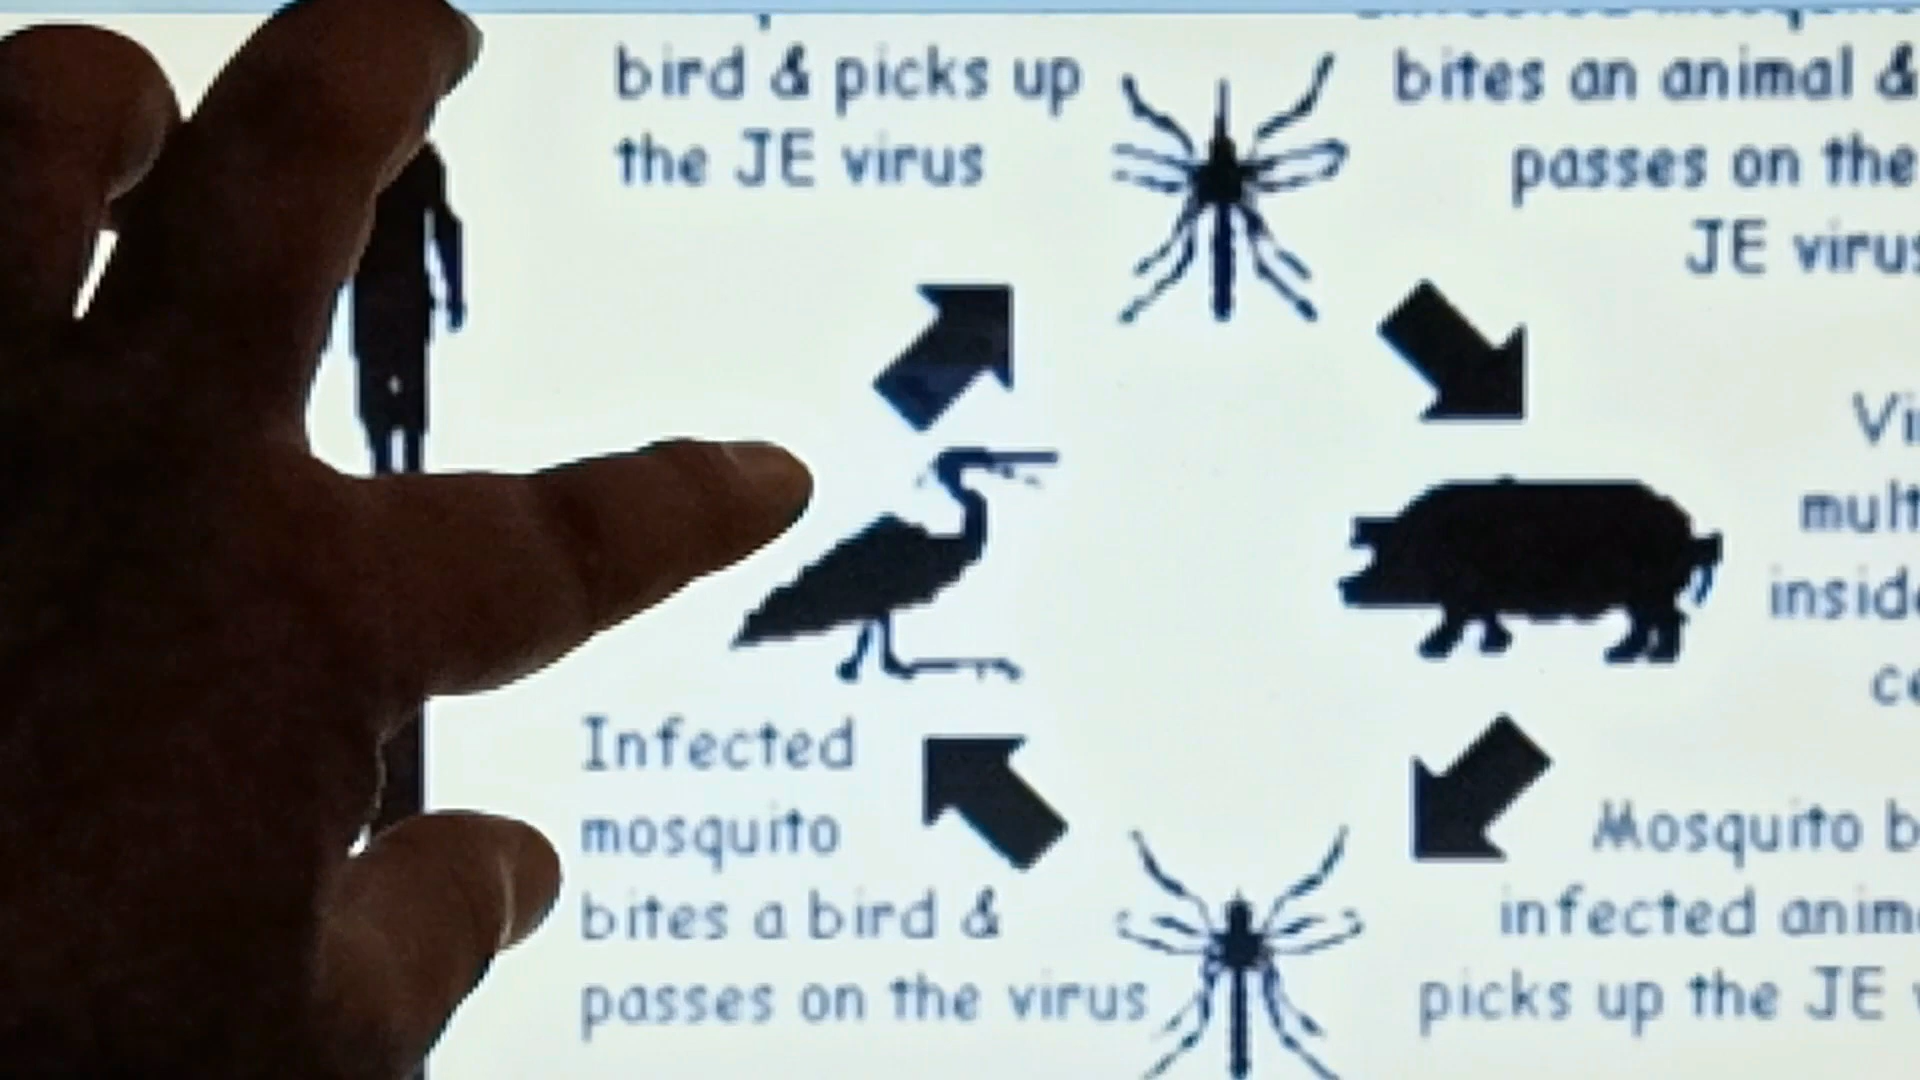 bird & picks up
the JE virus
bites an animal &
passes on the
JE virus
Infected
mosquito
bites a bird &
passes on the virus
Mosquito
infected
picks up the JE